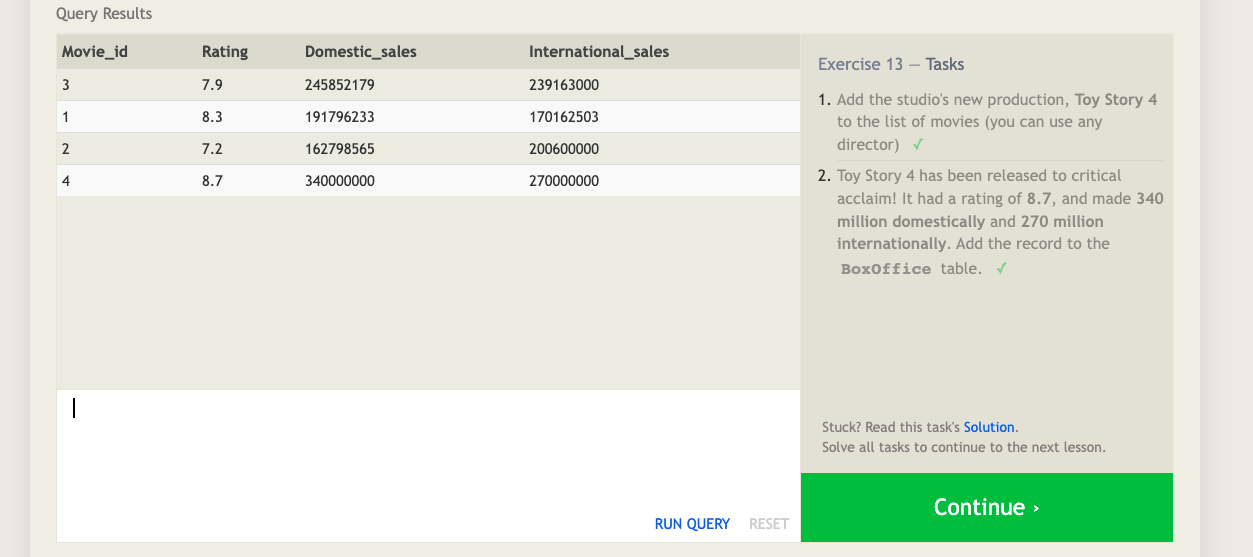 Query Results
Movie_id Rating Domestic_sales International_sales
3 7.9 245852179 239163000
1 8.3 191796233 170162503
2 7.2 162798565 200600000
4 8.7 340000000 270000000
RUN QUERY RESET
Exercise 13 — Tasks
1. Add the studio's new production, Toy Story 4
to the list of movies (you can use any
director) ✓
2. Toy Story 4 has been released to critical
acclaim! It had a rating of 8.7, and made 340
million domestically and 270 million
internationally. Add the record to the
BoxOffice table. ✓
Stuck? Read this task's Solution.
Solve all tasks to continue to the next lesson.
Continue ›